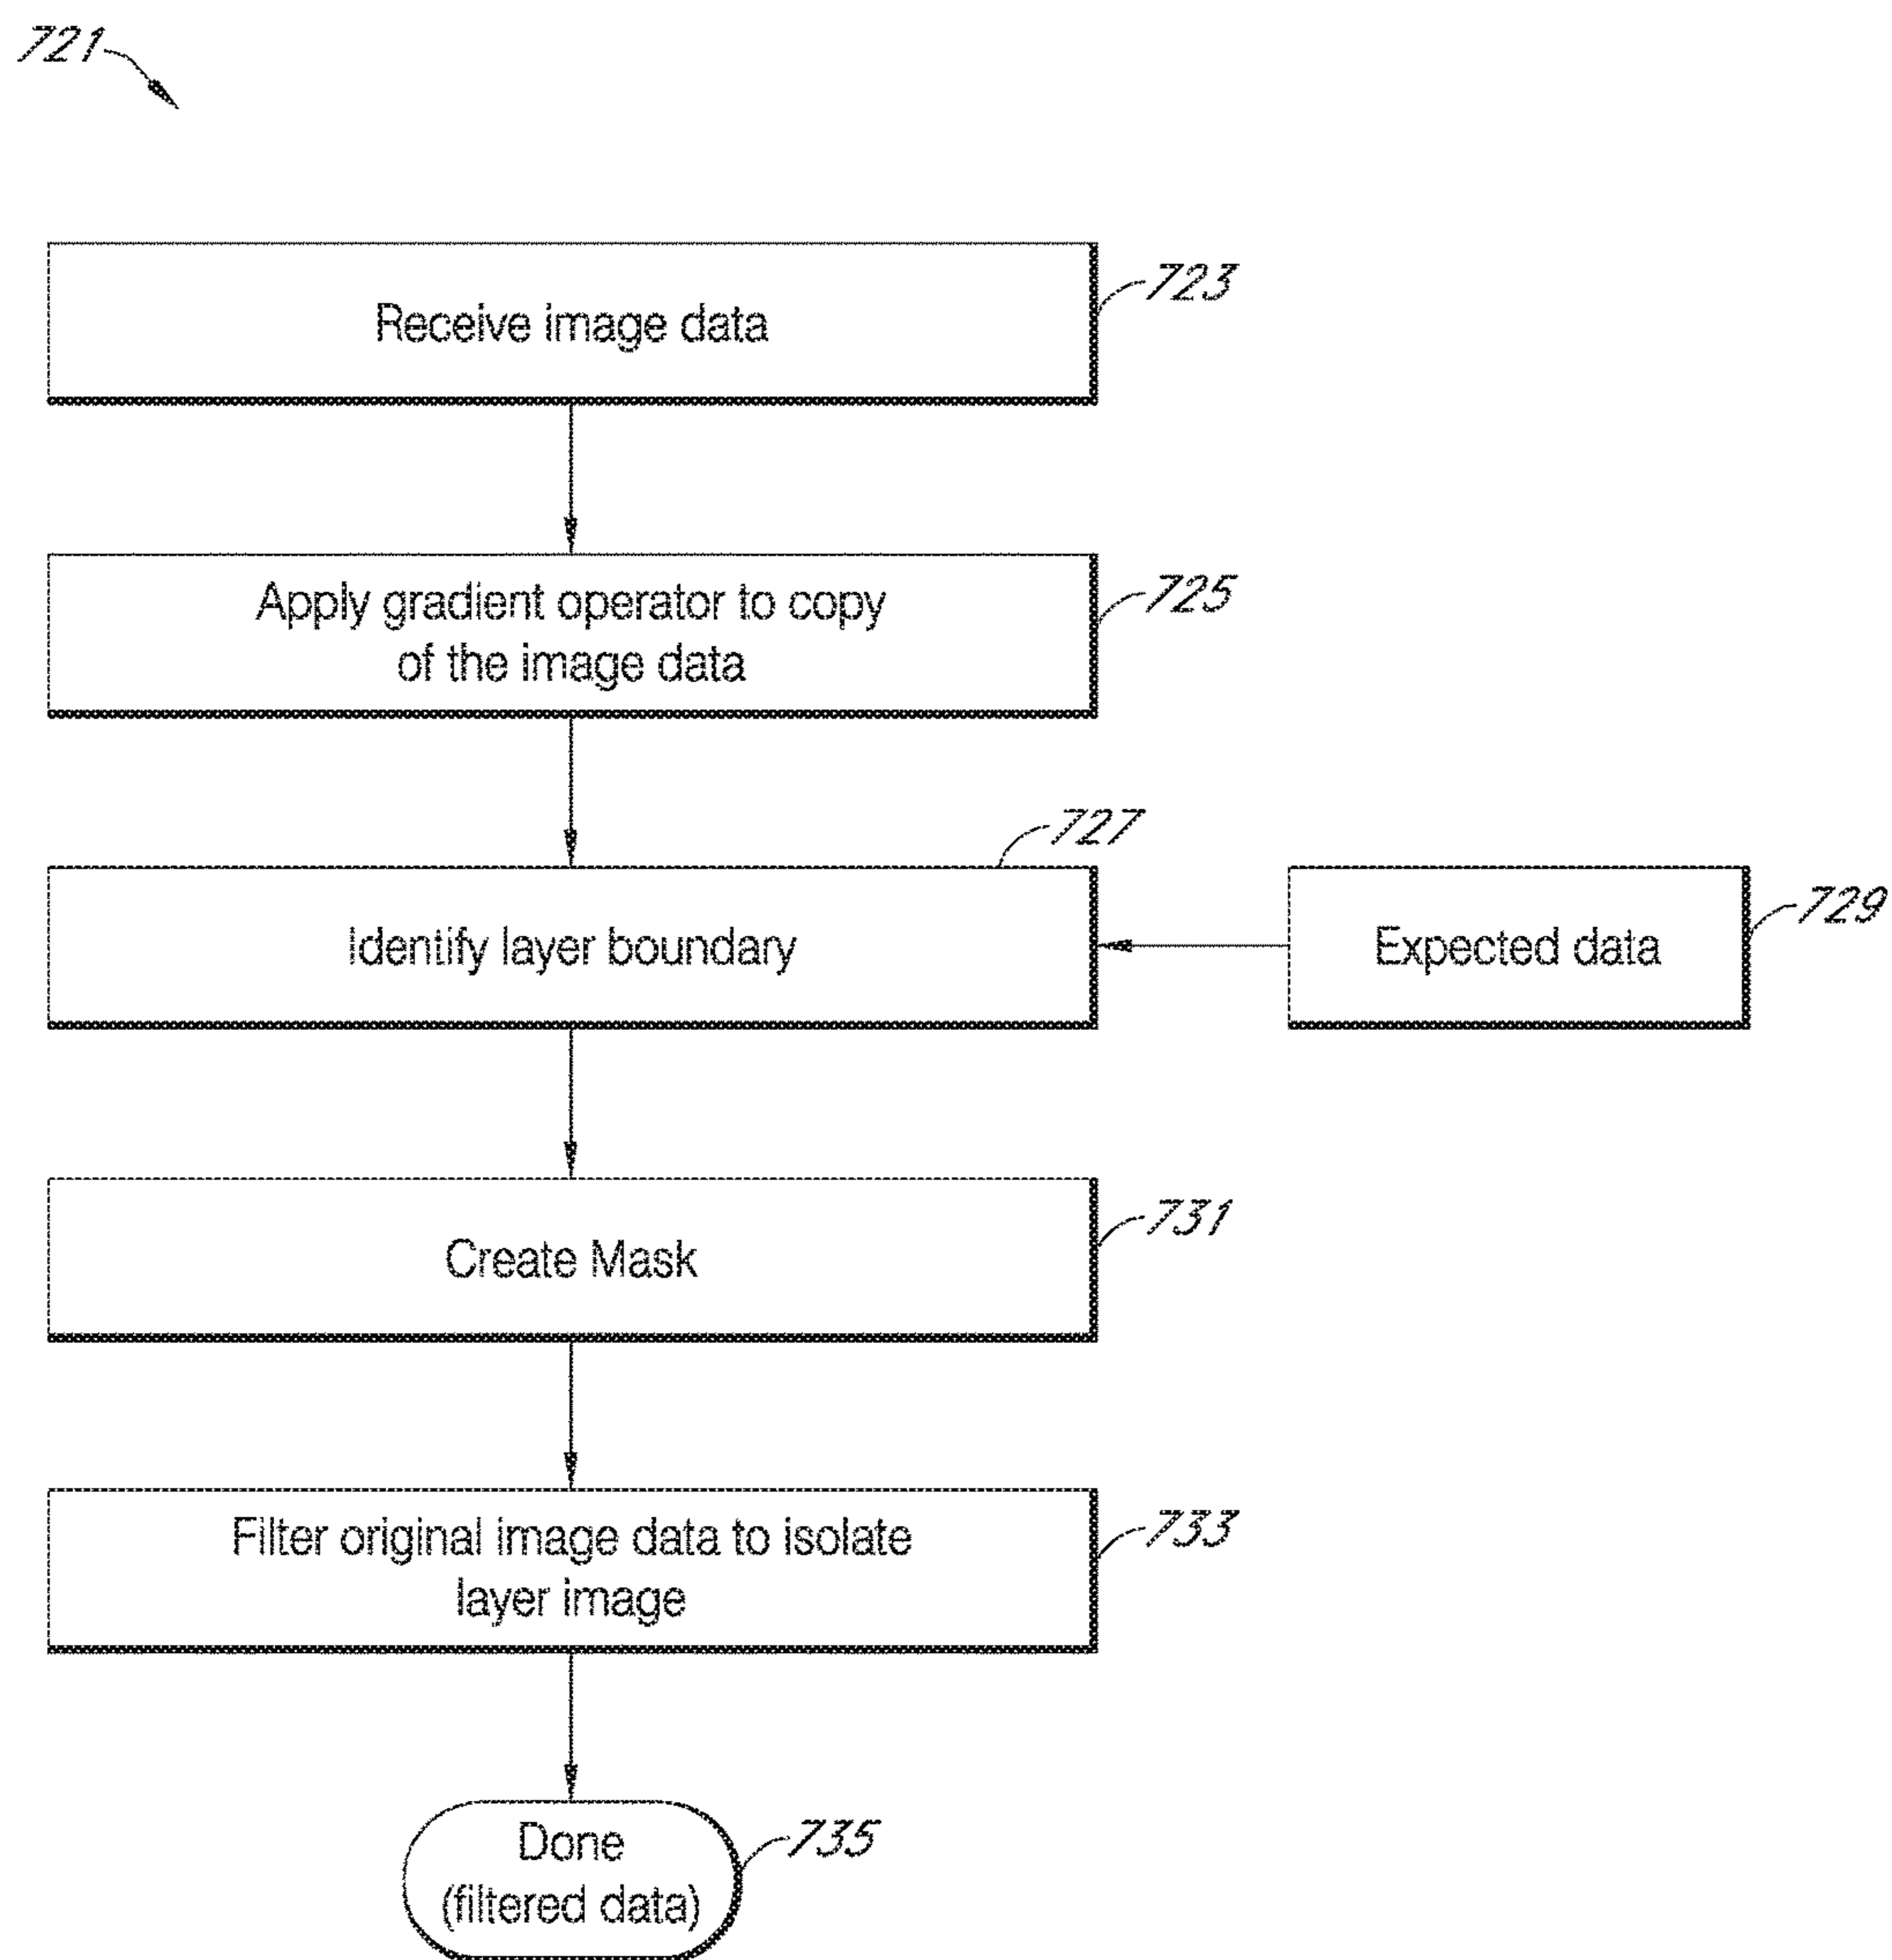 721
Receive image data
723
Apply gradient operator to copy
of the image data
725
727
Identify layer boundary
Expected data
729
Create Mask
731
Filter original image data to isolate
layer image
733
Done
(filtered data)
735